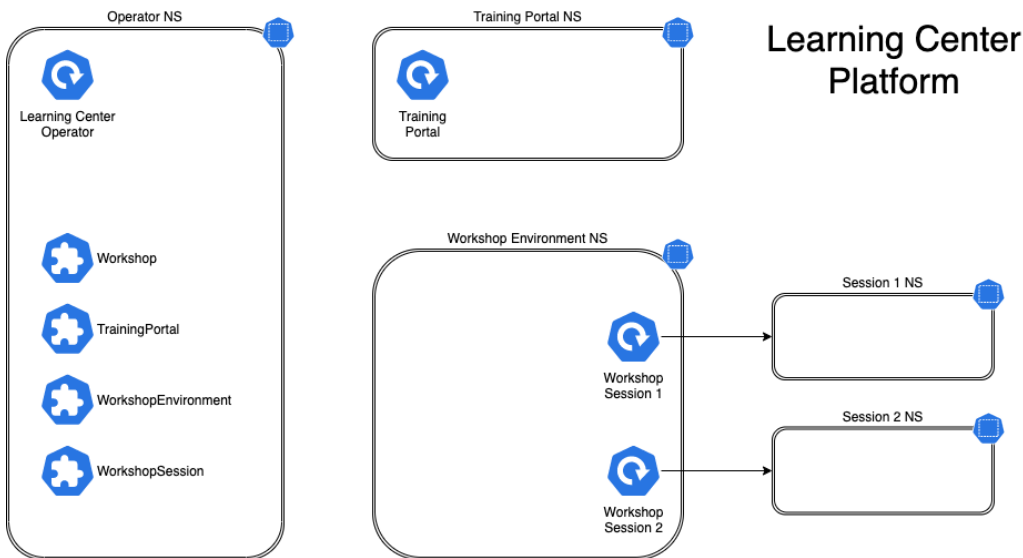 Operator NS
Training Portal NS
Learning Center
Platform
Learning Center
Operator
Training
Portal
Workshop
TrainingPortal
WorkshopEnvironment
WorkshopSession
Workshop Environment NS
Workshop
Session 1
Workshop
Session 2
Session 1 NS
Session 2 NS